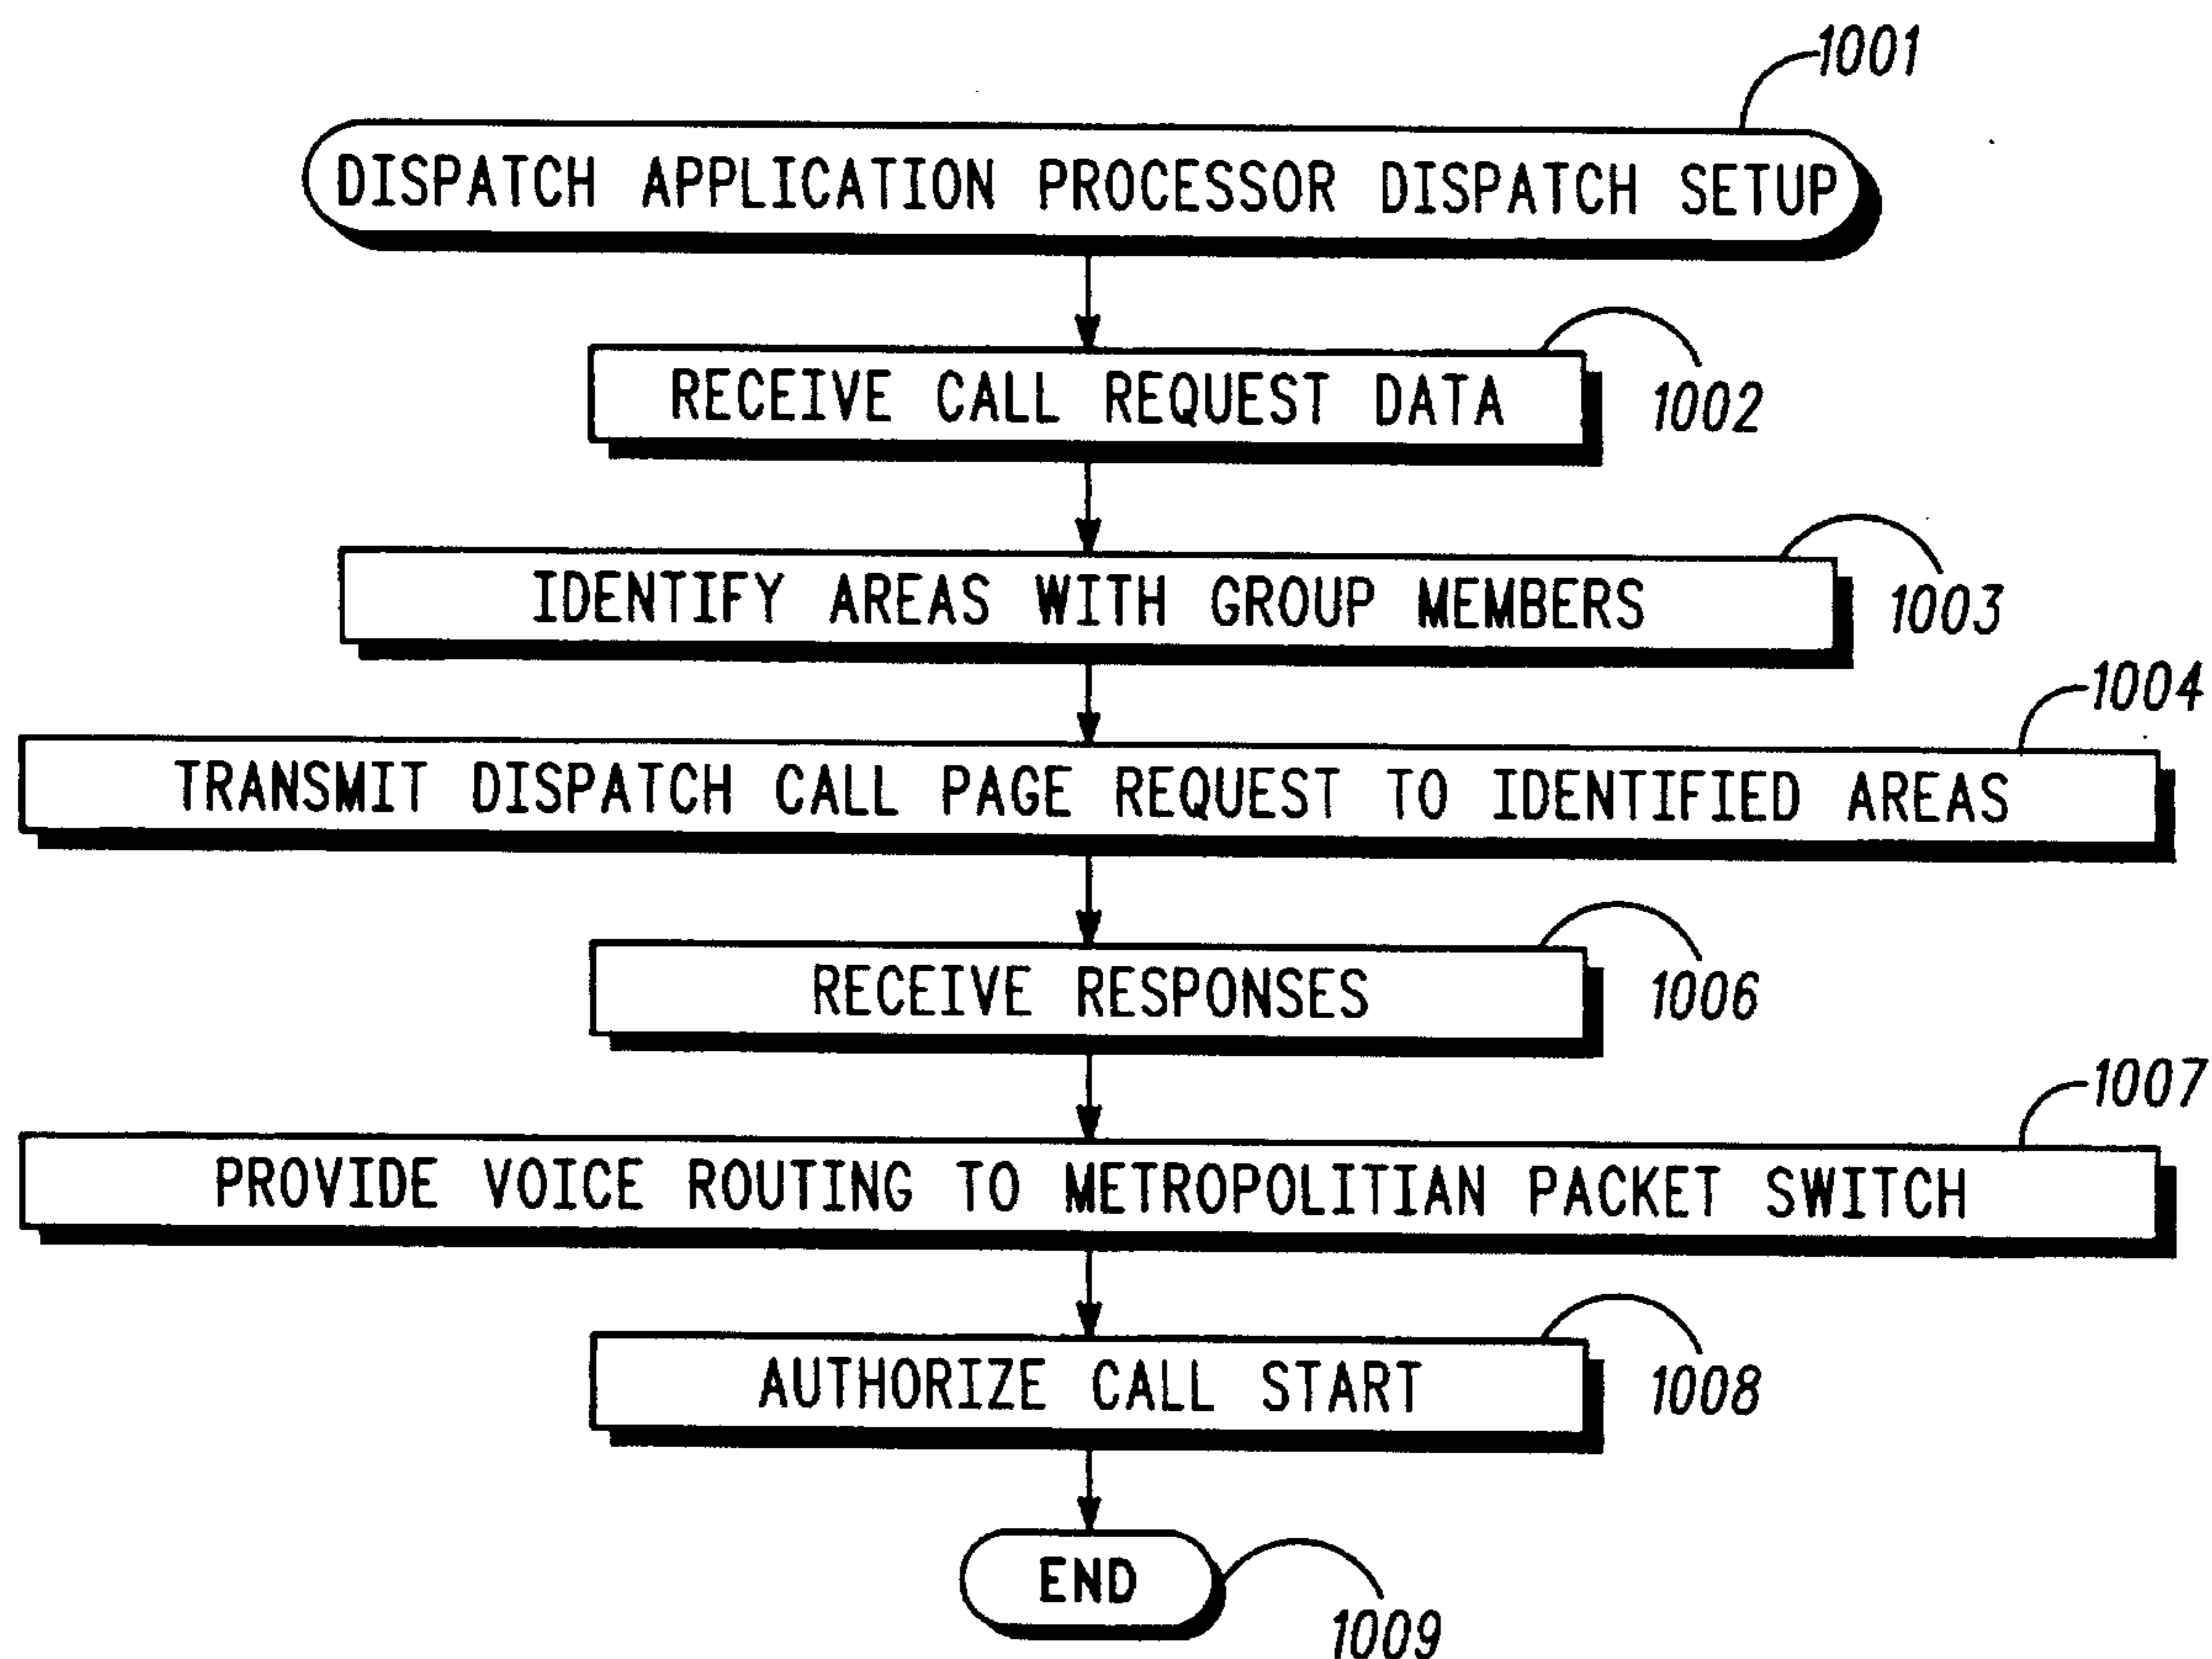 1001
DISPATCH APPLICATION PROCESSOR DISPATCH SETUP
RECEIVE CALL REQUEST DATA
1002
IDENTIFY AREAS WITH GROUP MEMBERS
1003
1004
TRANSMIT DISPATCH CALL PAGE REQUEST TO IDENTIFIED AREAS
RECEIVE RESPONSES
1006
1007
PROVIDE VOICE ROUTING TO METROPOLITIAN PACKET SWITCH
AUTHORIZE CALL START
1008
END
1009